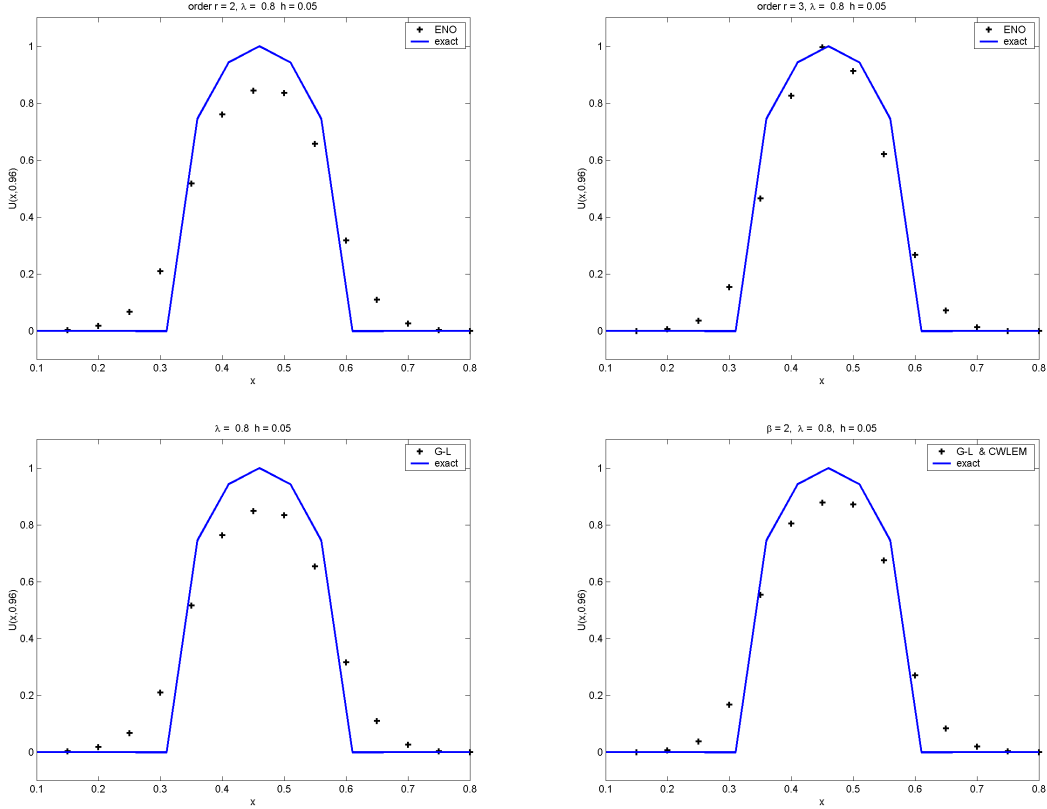 order r = 2, λ = 0.8 h = 0.05
ENO
exact
U(x,0.96)
1
0.8
0.6
0.4
0.2
0
0.1 0.2 0.3 0.4 0.5 0.6 0.7 0.8
x
order r = 3, λ = 0.8 h = 0.05
ENO
exact
U(x,0.96)
1
0.8
0.6
0.4
0.2
0
0.1 0.2 0.3 0.4 0.5 0.6 0.7 0.8
x
λ = 0.8 h = 0.05
G-L
exact
U(x,0.96)
1
0.8
0.6
0.4
0.2
0
0.1 0.2 0.3 0.4 0.5 0.6 0.7 0.8
x
β = 2, λ = 0.8, h = 0.05
G-L & CWLEM
exact
U(x,0.96)
1
0.8
0.6
0.4
0.2
0
0.1 0.2 0.3 0.4 0.5 0.6 0.7 0.8
x